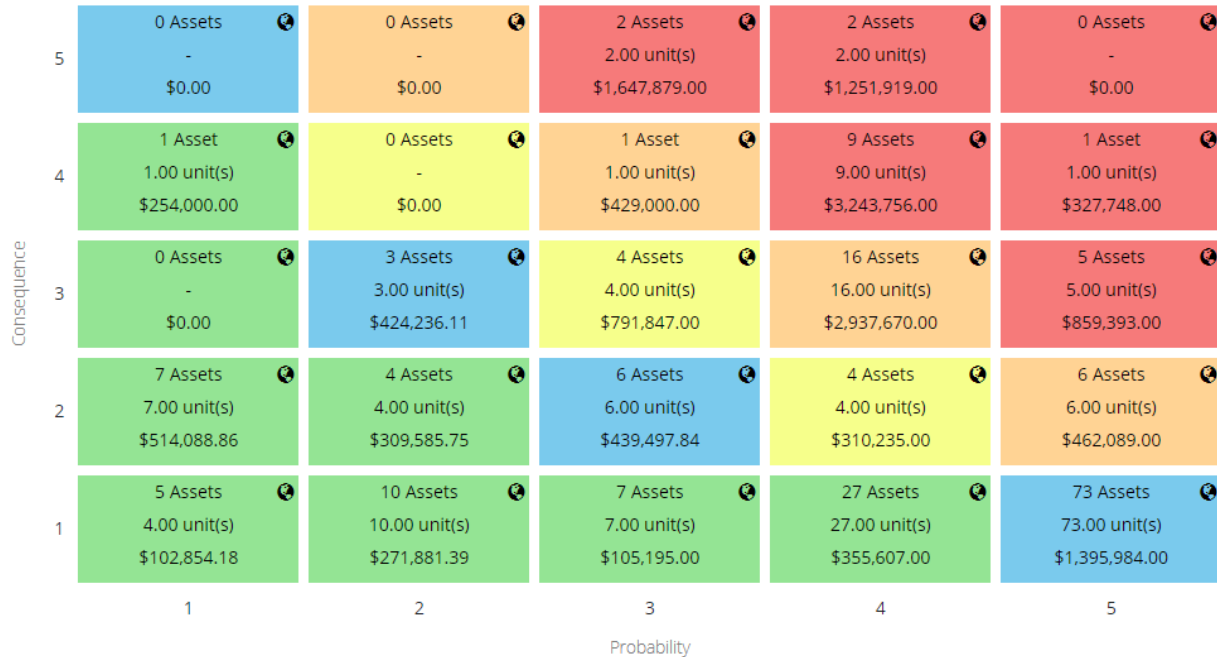 0 Assets
-
$0.00
0 Assets
-
$0.00
2 Assets
2.00 unit(s)
$1,647,879.00
2 Assets
2.00 unit(s)
$1,251,919.00
0 Assets
-
$0.00
5
1 Asset
1.00 unit(s)
$254,000.00
0 Assets
-
$0.00
1 Asset
1.00 unit(s)
$429,000.00
9 Assets
9.00 unit(s)
$3,243,756.00
1 Asset
1.00 unit(s)
$327,748.00
4
0 Assets
-
$0.00
3 Assets
3.00 unit(s)
$424,236.11
4 Assets
4.00 unit(s)
$791,847.00
16 Assets
16.00 unit(s)
$2,937,670.00
5 Assets
5.00 unit(s)
$859,393.00
3
Consequence
7 Assets
7.00 unit(s)
$514,088.86
4 Assets
4.00 unit(s)
$309,585.75
6 Assets
6.00 unit(s)
$439,497.84
4 Assets
4.00 unit(s)
$310,235.00
6 Assets
6.00 unit(s)
$462,089.00
2
5 Assets
4.00 unit(s)
$102,854.18
10 Assets
10.00 unit(s)
$271,881.39
7 Assets
7.00 unit(s)
$105,195.00
27 Assets
27.00 unit(s)
$355,607.00
73 Assets
73.00 unit(s)
$1,395,984.00
1
1
2
3
4
5
Probability